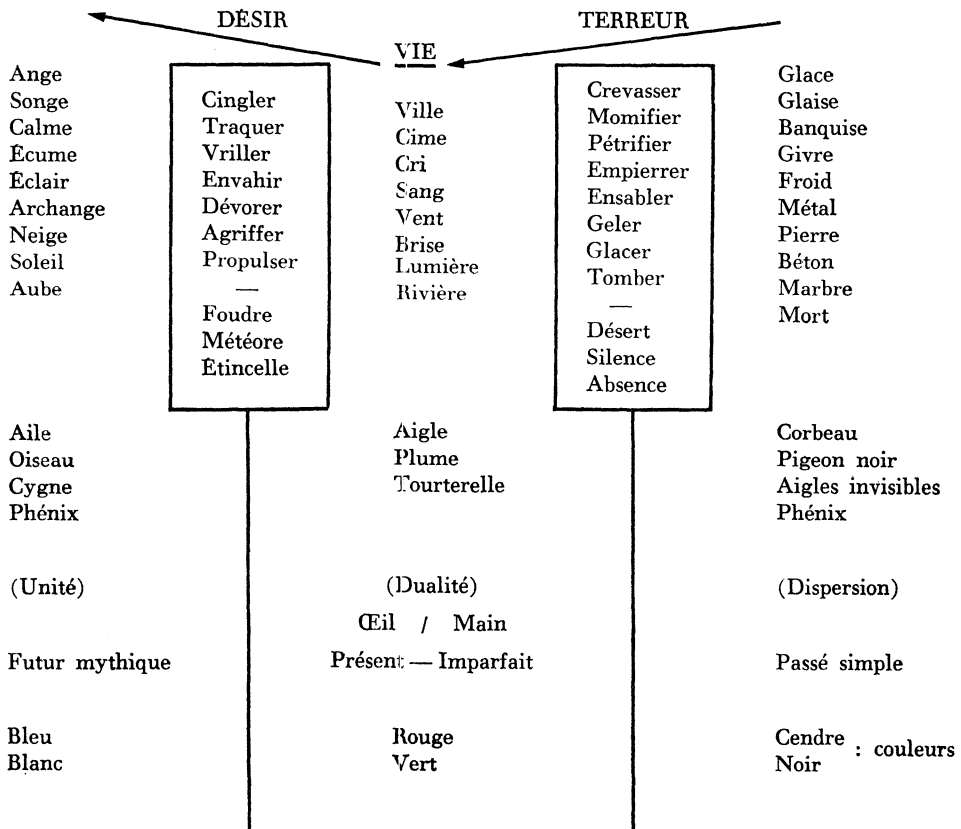 DÉSIR
TERREUR
VIE
Ange
Songe
Calme
Écume
Éclair
Archange
Neige
Soleil
Aube
Cingler
Traquer
Vriller
Envahir
Dévorer
Agriffer
Propulser
—
Foudre
Météore
Étincelle
Ville
Cime
Cri
Sang
Vent
Brise
Lumière
Rivière
Crevasser
Momifier
Pétrifier
Empierrer
Ensabler
Geler
Glacer
Tomber
—
Désert
Silence
Absence
Glace
Glaise
Banquise
Givre
Froid
Métal
Pierre
Béton
Marbre
Mort
Aile
Oiseau
Cygne
Phénix
Aigle
Plume
Tourterelle
Corbeau
Pigeon noir
Aigles invisibles
Phénix
(Unité)
(Dualité)
(Dispersion)
Œil / Main
Futur mythique
Présent — Imparfait
Passé simple
Bleu
Blanc
Rouge
Vert
Cendre
Noir
: couleurs